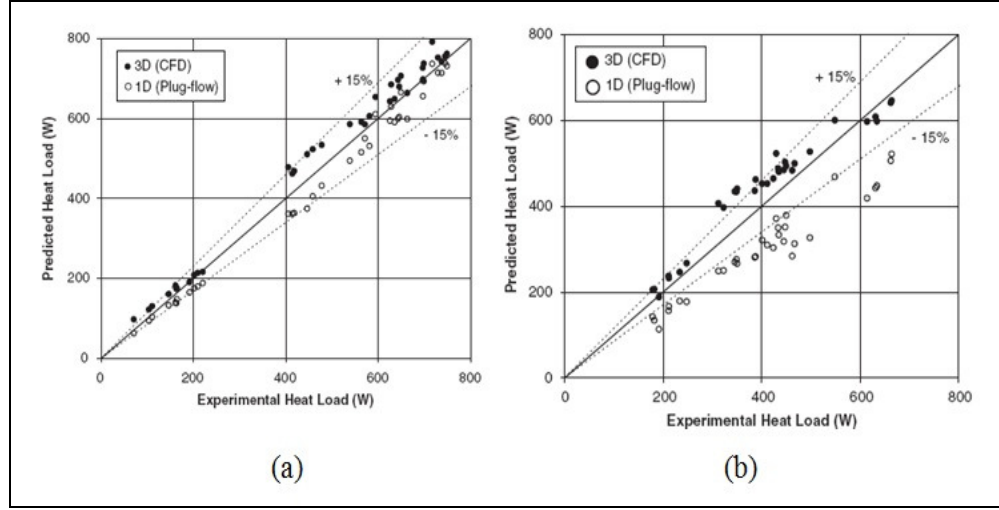 800
600
400
200
0
0
200
400
600
800
Predicted Heat Load (W)
Experimental Heat Load (W)
3D (CFD)
1D (Plug-flow)
+ 15%
- 15%
(a)
800
600
400
200
0
0
200
400
600
800
Predicted Heat Load (W)
Experimental Heat Load (W)
3D (CFD)
1D (Plug-flow)
+ 15%
- 15%
(b)